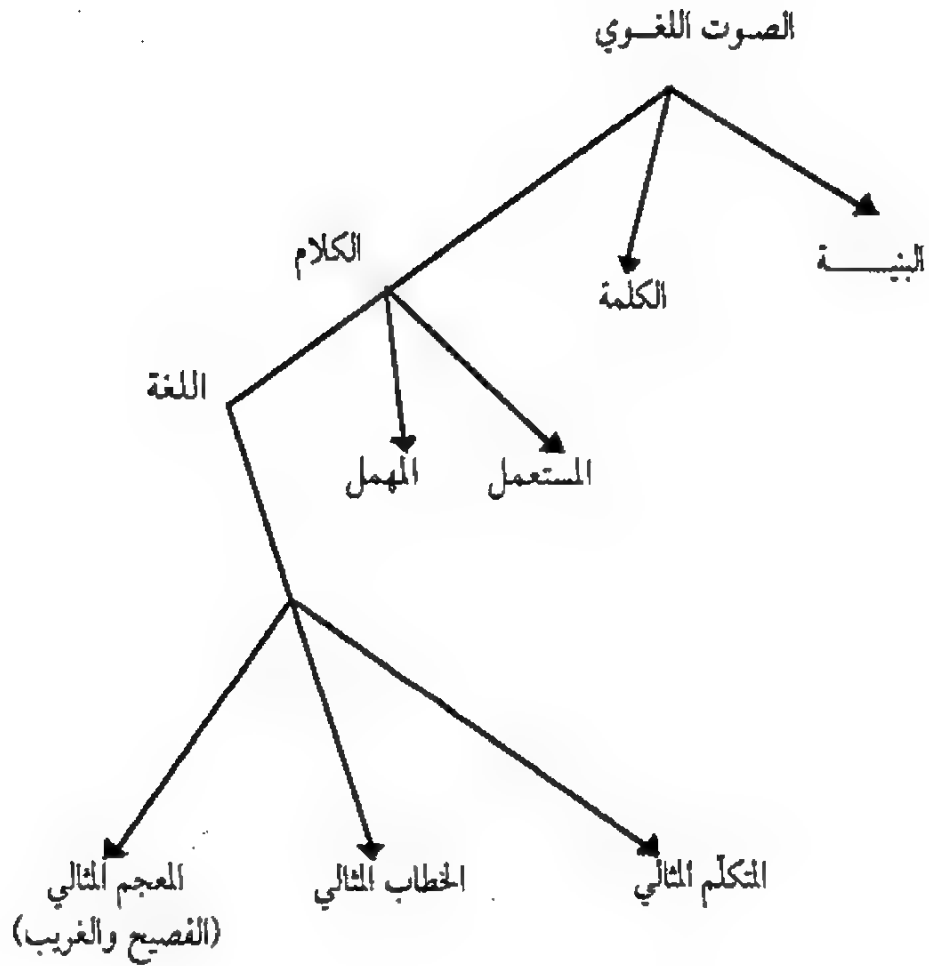 الصوت اللغوي
البنية
الكلمة
الكلام
اللغة
المستعمل
المهمل
المتكلّم المثالي
الخطاب المثالي
المعجم المثالي
(الفصيح والغريب)